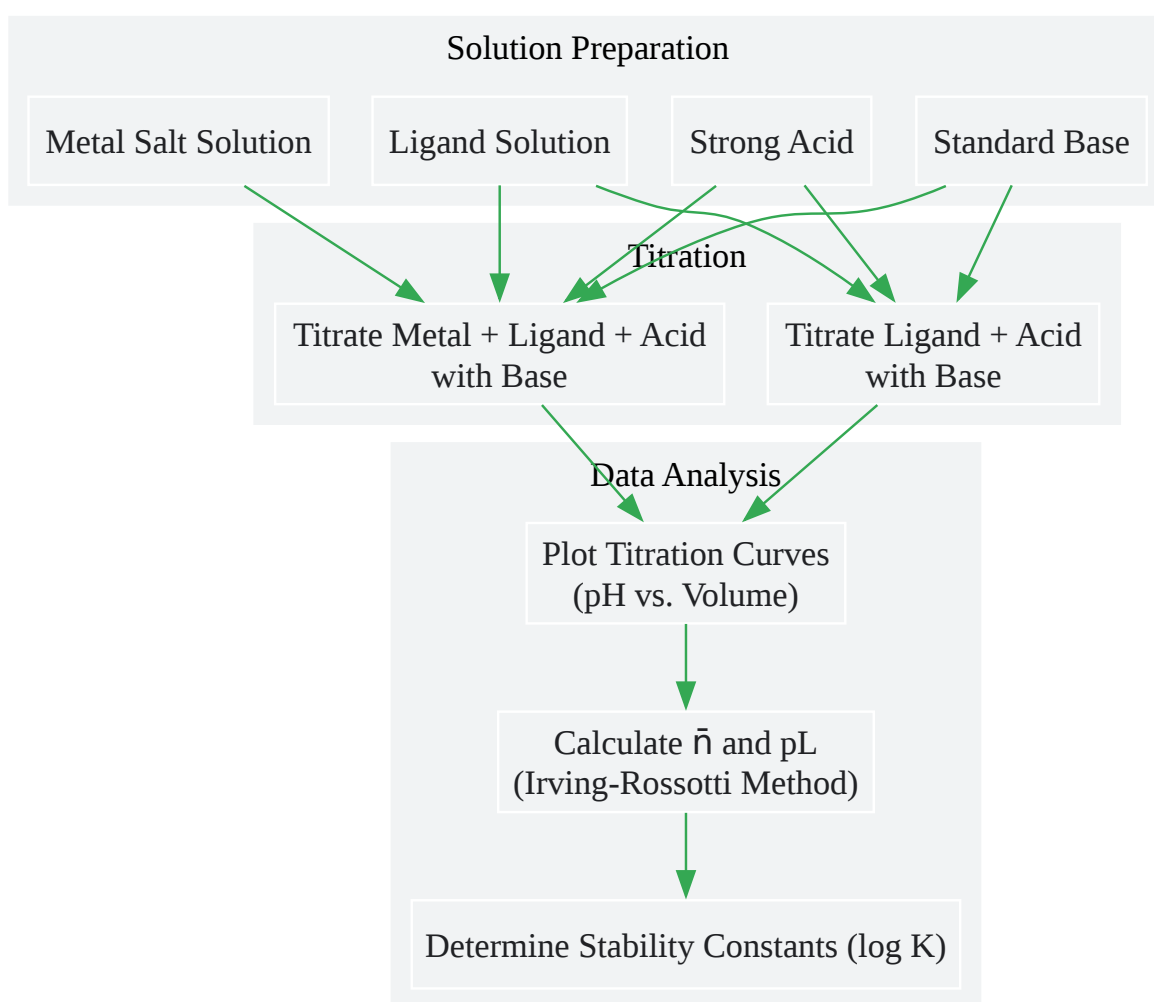 Solution Preparation
Metal Salt Solution
Ligand Solution
Strong Acid
Standard Base
Titration
Titrate Metal + Ligand + Acid
with Base
Titrate Ligand + Acid
with Base
Data Analysis
Plot Titration Curves
(pH vs. Volume)
Calculate n̄ and pL
(Irving-Rossotti Method)
Determine Stability Constants (log K)